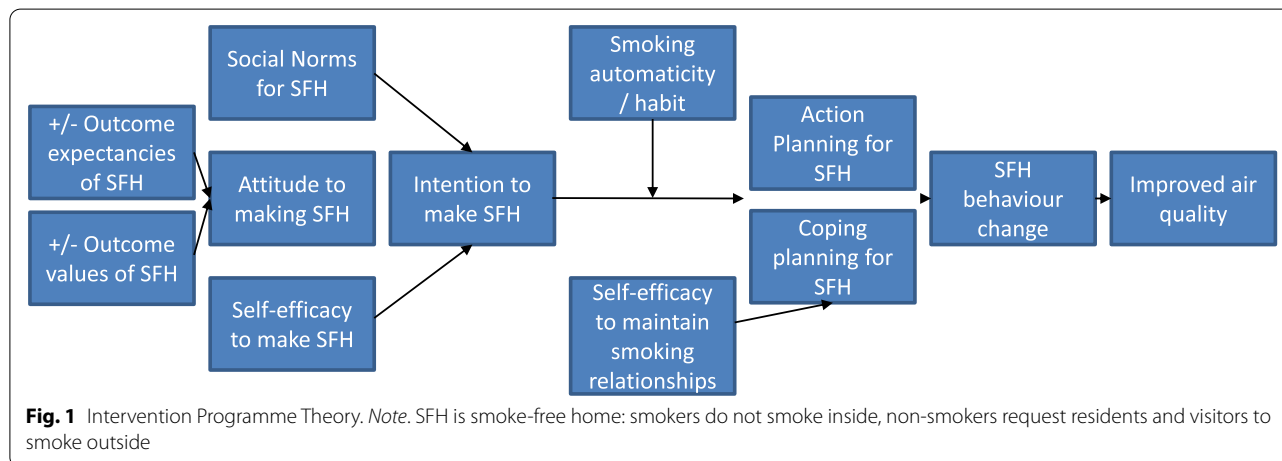 Social Norms
for SFH
+/- Outcome
expectancies
of SFH
+/- Outcome
values of SFH
Attitude to
making SFH
Self-efficacy
to make SFH
Intention to
make SFH
Smoking
automaticity
/ habit
Action
Planning for
SFH
Coping
planning for
SFH
Self-efficacy
to maintain
smoking
relationships
SFH
behaviour
change
Improved air
quality
Fig. 1 Intervention Programme Theory. Note. SFH is smoke-free home: smokers do not smoke inside, non-smokers request residents and visitors to
smoke outside